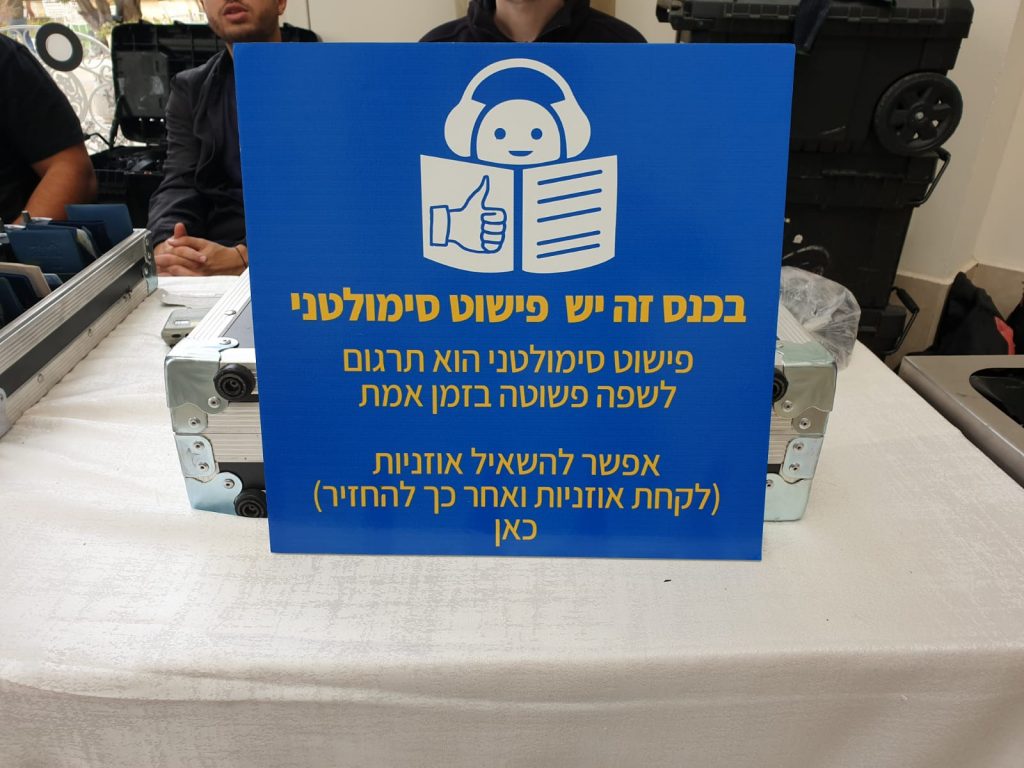 בכנס זה יש פישוט סימולטני
פישוט סימולטני הוא תרגום
לשפה פשוטה בזמן אמת
אפשר להשאיל אוזניות
(לקחת אוזניות ואחר כך להחזיר)
כאן